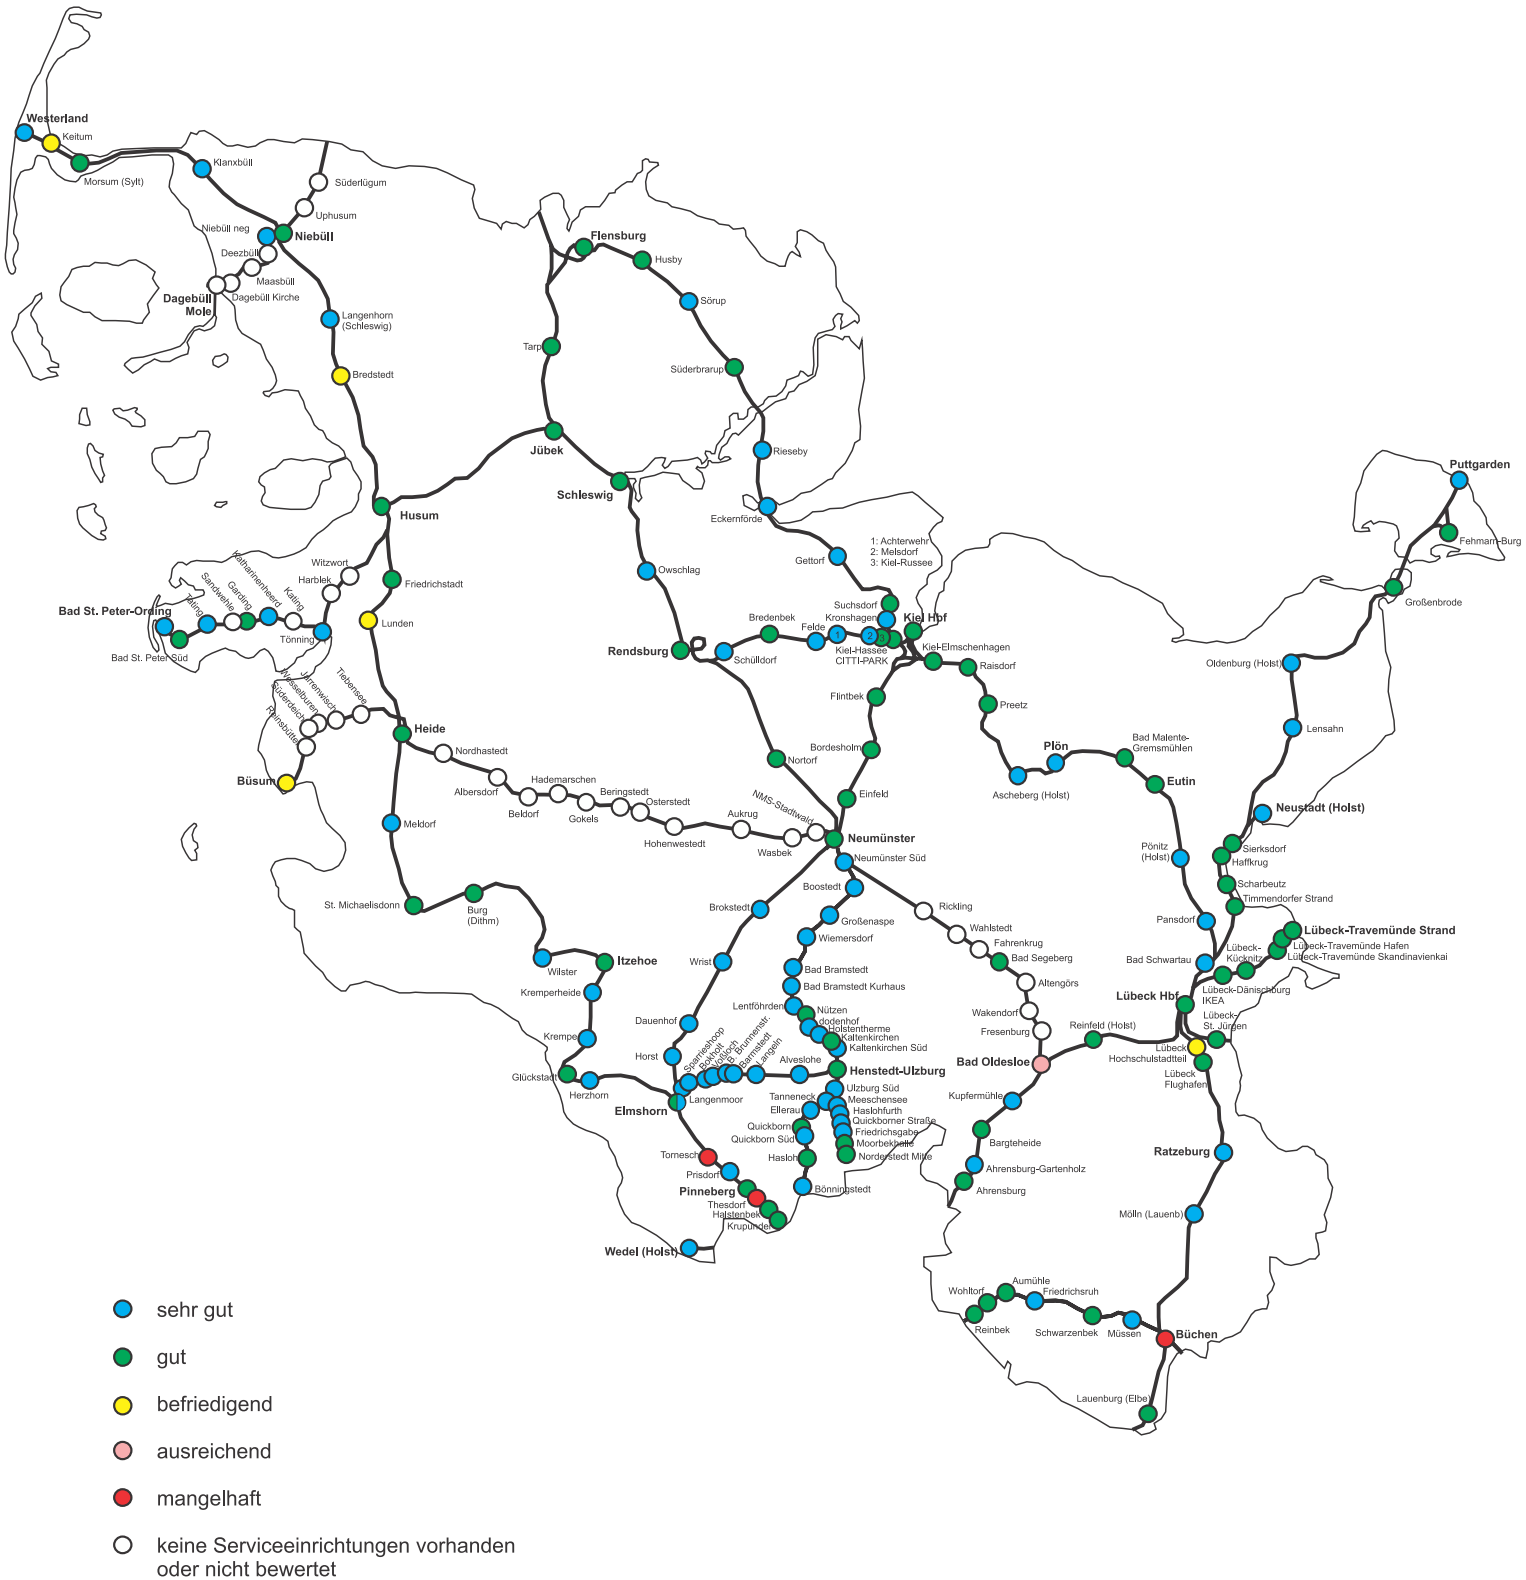 Westerland
Keitum
Morsum (Sylt)
Klanxbüll
Süderlügum
Uphusum
Niebüll neg
Niebüll
Deezbüll
Maasbüll
Dagebüll
Mole
Dagebüll Kirche
Langenhorn
(Schleswig)
Bredstedt
Flensburg
Husby
Sörup
Tarp
Süderbrarup
Jübek
Schleswig
Rieseby
Eckernförde
Husum
Puttgarden
Fehmarn-Burg
Großenbrode
Gettorf
1: Achterwehr
2: Melsdorf
3: Kiel-Russee
Owschlag
Witzwort
Harblek
Friedrichstadt
Katharinenheerd
Garding
Sandwehle
Tating
Kating
Bad St. Peter-Ording
Bad St. Peter Süd
Tönning
Lunden
Suchsdorf
Kronshagen
Kiel Hbf
Bredenbek
Felde
1
2
3
Kiel-Hassee
CITTI-PARK
Rendsburg
Schülldorf
Kiel-Elmschenhagen
Raisdorf
Preetz
Oldenburg (Holst)
Lensahn
Tiebensee
Jarrenwisch
Wesselburen
Süderdeich
Reinsbüttel
Büsum
Heide
Flintbek
Bordesholm
Nortorf
Einfeld
Plön
Ascheberg (Holst)
Bad Malente-
Gremsmühlen
Eutin
Nordhastedt
Albersdorf
Beldorf
Hademarschen
Gokels
Beringstedt
Osterstedt
Hohenwestedt
Aukrug
Wasbek
NMS-Stadtwald
Neumünster
Neumünster Süd
Neustadt (Holst)
Meldorf
Sierksdorf
Haffkrug
Pönitz
(Holst)
Scharbeutz
Timmendorfer Strand
Boostedt
Großenaspe
Wiemersdorf
Brokstedt
Rickling
Wahlstedt
Fahrenkrug
Bad Segeberg
Altengörs
Wakendorf
Fresenburg
St. Michaelisdonn
Burg
(Dithm)
Pansdorf
Lübeck-Travemünde Strand
Lübeck-Travemünde Hafen
Lübeck-Travemünde Skandinavienkai
Lübeck-
Kücknitz
Bad Schwartau
Lübeck-Dänischburg
IKEA
Wilster
Itzehoe
Wrist
Bad Bramstedt
Bad Bramstedt Kurhaus
Kremperheide
Lentföhrden
Nützen
dodenhof
Holstentherme
Kaltenkirchen
Kaltenkirchen Süd
Dauenhof
Krempe
Lübeck Hbf
Lübeck-
St. Jürgen
Reinfeld (Holst)
Lübeck
Hochschulstadtteil
Lübeck
Flughafen
Horst
Sparrieshoop
Bokholt
Voßloch
B. Brunnenstr.
Barmstedt
Langeln
Alveslohe
Henstedt-Ulzburg
Bad Oldesloe
Glückstadt
Herzhorn
Elmshorn
Langenmoor
Ulzburg Süd
Tanneneck
Meeschensee
Ellerau
Haslohfurth
Quickborner Straße
Quickborn
Friedrichsgabe
Quickborn Süd
Moorbekhalle
Hasloh
Norderstedt Mitte
Bönningstedt
Kupfermühle
Bargteheide
Ahrensburg-Gartenholz
Ahrensburg
Tornesch
Prisdorf
Pinneberg
Thesdorf
Halstenbek
Krupunder
Wedel (Holst)
Ratzeburg
Mölln (Lauenb)
Aumühle
Wohltorf
Friedrichsruh
Reinbek
Schwarzenbek
Müssen
Büchen
Lauenburg (Elbe)
sehr gut
gut
befriedigend
ausreichend
mangelhaft
keine Serviceeinrichtungen vorhanden
oder nicht bewertet